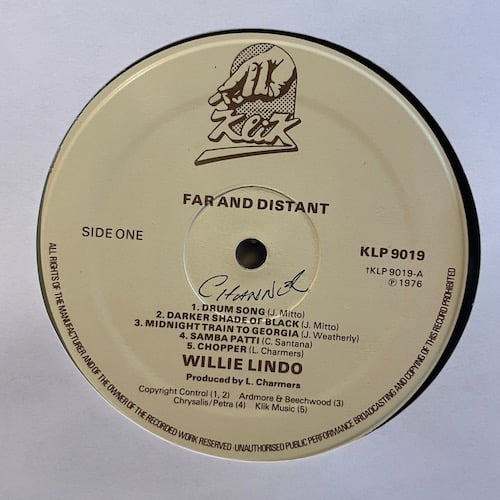 KliK
FAR AND DISTANT
SIDE ONE
KLP 9019
†KLP 9019-A
Ⓟ 1976
CHANNER
1. DRUM SONG (J. Mitto)
2. DARKER SHADE OF BLACK (J. Mitto)
3. MIDNIGHT TRAIN TO GEORGIA (J. Weatherly)
4. SAMBA PATTI (C. Santana)
5. CHOPPER (L. Charmers)
WILLIE LINDO
Produced by L. Charmers
Copyright Control (1, 2) Ardmore & Beechwood (3)
Chrysalis/Petra (4) Klik Music (5)
ALL RIGHTS OF THE MANUFACTURER AND OF THE OWNER OF THE RECORDED WORK RESERVED · UNAUTHORISED PUBLIC PERFORMANCE BROADCASTING AND COPYING OF THIS RECORD PROHIBITED